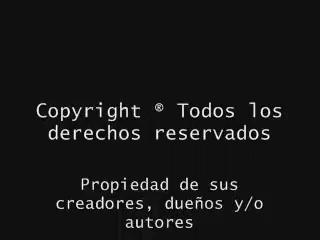 Copyright ® Todos los
derechos reservados
Propiedad de sus
creadores, dueños y/o
autores